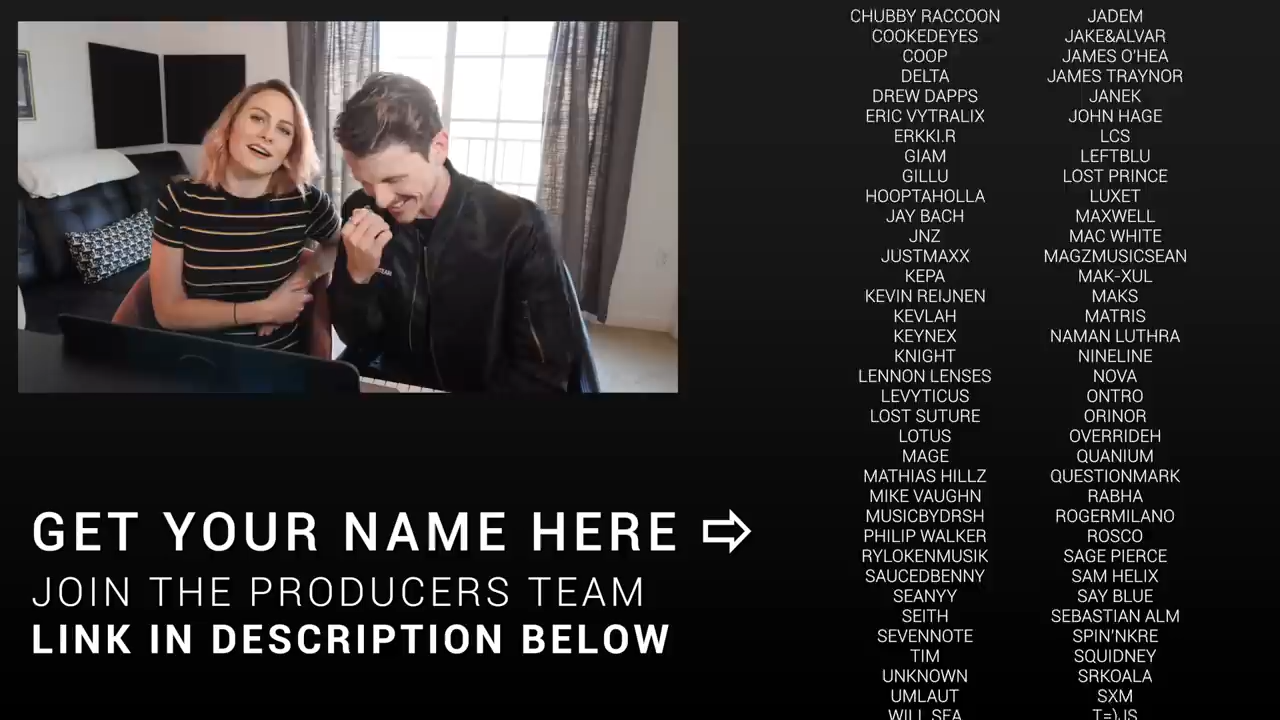 GET YOUR NAME HERE ⇨
JOIN THE PRODUCERS TEAM
LINK IN DESCRIPTION BELOW
CHUBBY RACCOON
COOKEDEYES
COOP
DELTA
DREW DAPPS
ERIC VYTRALIX
ERKKI.R
GIAM
GILLU
HOOPTAHOLLA
JAY BACH
JNZ
JUSTMAXX
KEPA
KEVIN REIJNEN
KEVLAH
KEYNEX
KNIGHT
LENNON LENSES
LEVYTICUS
LOST SUTURE
LOTUS
MAGE
MATHIAS HILLZ
MIKE VAUGHN
MUSICBYDRSH
PHILIP WALKER
RYLOKENMUSIK
SAUCEDBENNY
SEANYY
SEITH
SEVENNOTE
TIM
UNKNOWN
UMLAUT
WILL SEA
JADEM
JAKE&ALVAR
JAMES O'HEA
JAMES TRAYNOR
JANEK
JOHN HAGE
LCS
LEFTBLU
LOST PRINCE
LUXET
MAXWELL
MAC WHITE
MAGZMUSICSEAN
MAK-XUL
MAKS
MATRIS
NAMAN LUTHRA
NINELINE
NOVA
ONTRO
ORINOR
OVERRIDEH
QUANIUM
QUESTIONMARK
RABHA
ROGERMILANO
ROSCO
SAGE PIERCE
SAM HELIX
SAY BLUE
SEBASTIAN ALM
SPIN'NKRE
SQUIDNEY
SRKOALA
SXM
T=)JS